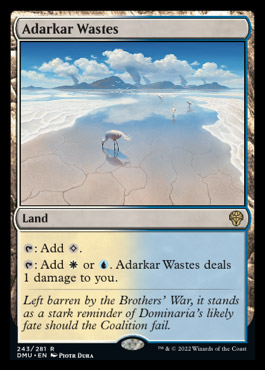 Adarkar Wastes
Land
: Add .
: Add or . Adarkar Wastes deals
1 damage to you.
Left barren by the Brothers' War, it stands
as a stark reminder of Dominaria's likely
fate should the Coalition fail.
243/281 R
DMU • EN Piotr Dura
™ & © 2022 Wizards of the Coast